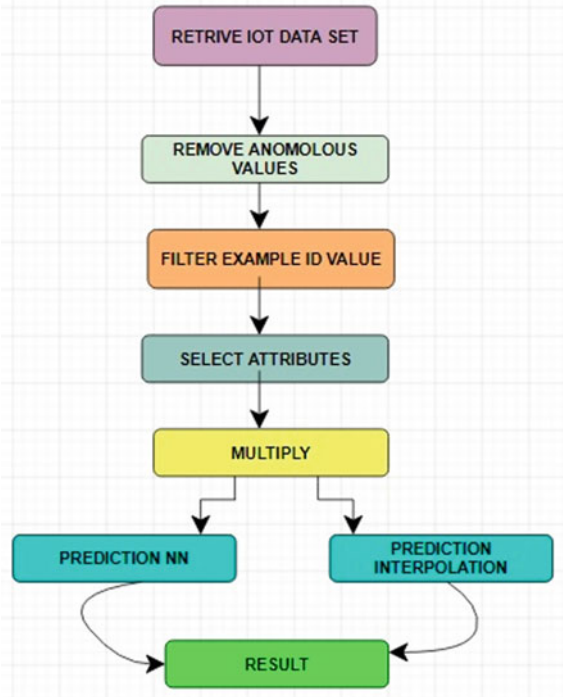 RETRIVE IOT DATA SET
REMOVE ANOMOLOUS
VALUES
FILTER EXAMPLE ID VALUE
SELECT ATTRIBUTES
MULTIPLY
PREDICTION NN
PREDICTION
INTERPOLATION
RESULT